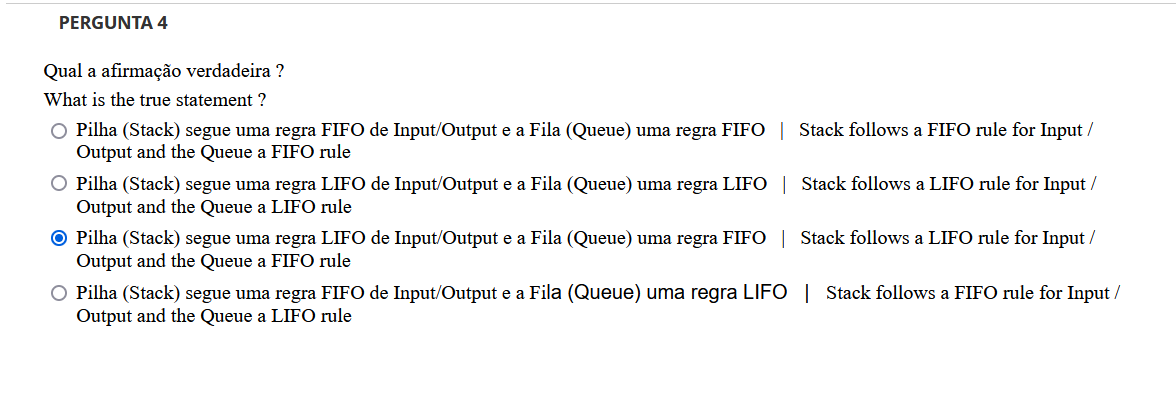 PERGUNTA 4
Qual a afirmação verdadeira ?
What is the true statement ?
Pilha (Stack) segue uma regra FIFO de Input/Output e a Fila (Queue) uma regra FIFO | Stack follows a FIFO rule for Input /
Output and the Queue a FIFO rule
Pilha (Stack) segue uma regra LIFO de Input/Output e a Fila (Queue) uma regra LIFO | Stack follows a LIFO rule for Input /
Output and the Queue a LIFO rule
Pilha (Stack) segue uma regra LIFO de Input/Output e a Fila (Queue) uma regra FIFO | Stack follows a LIFO rule for Input /
Output and the Queue a FIFO rule
Pilha (Stack) segue uma regra FIFO de Input/Output e a Fila (Queue) uma regra LIFO | Stack follows a FIFO rule for Input /
Output and the Queue a LIFO rule